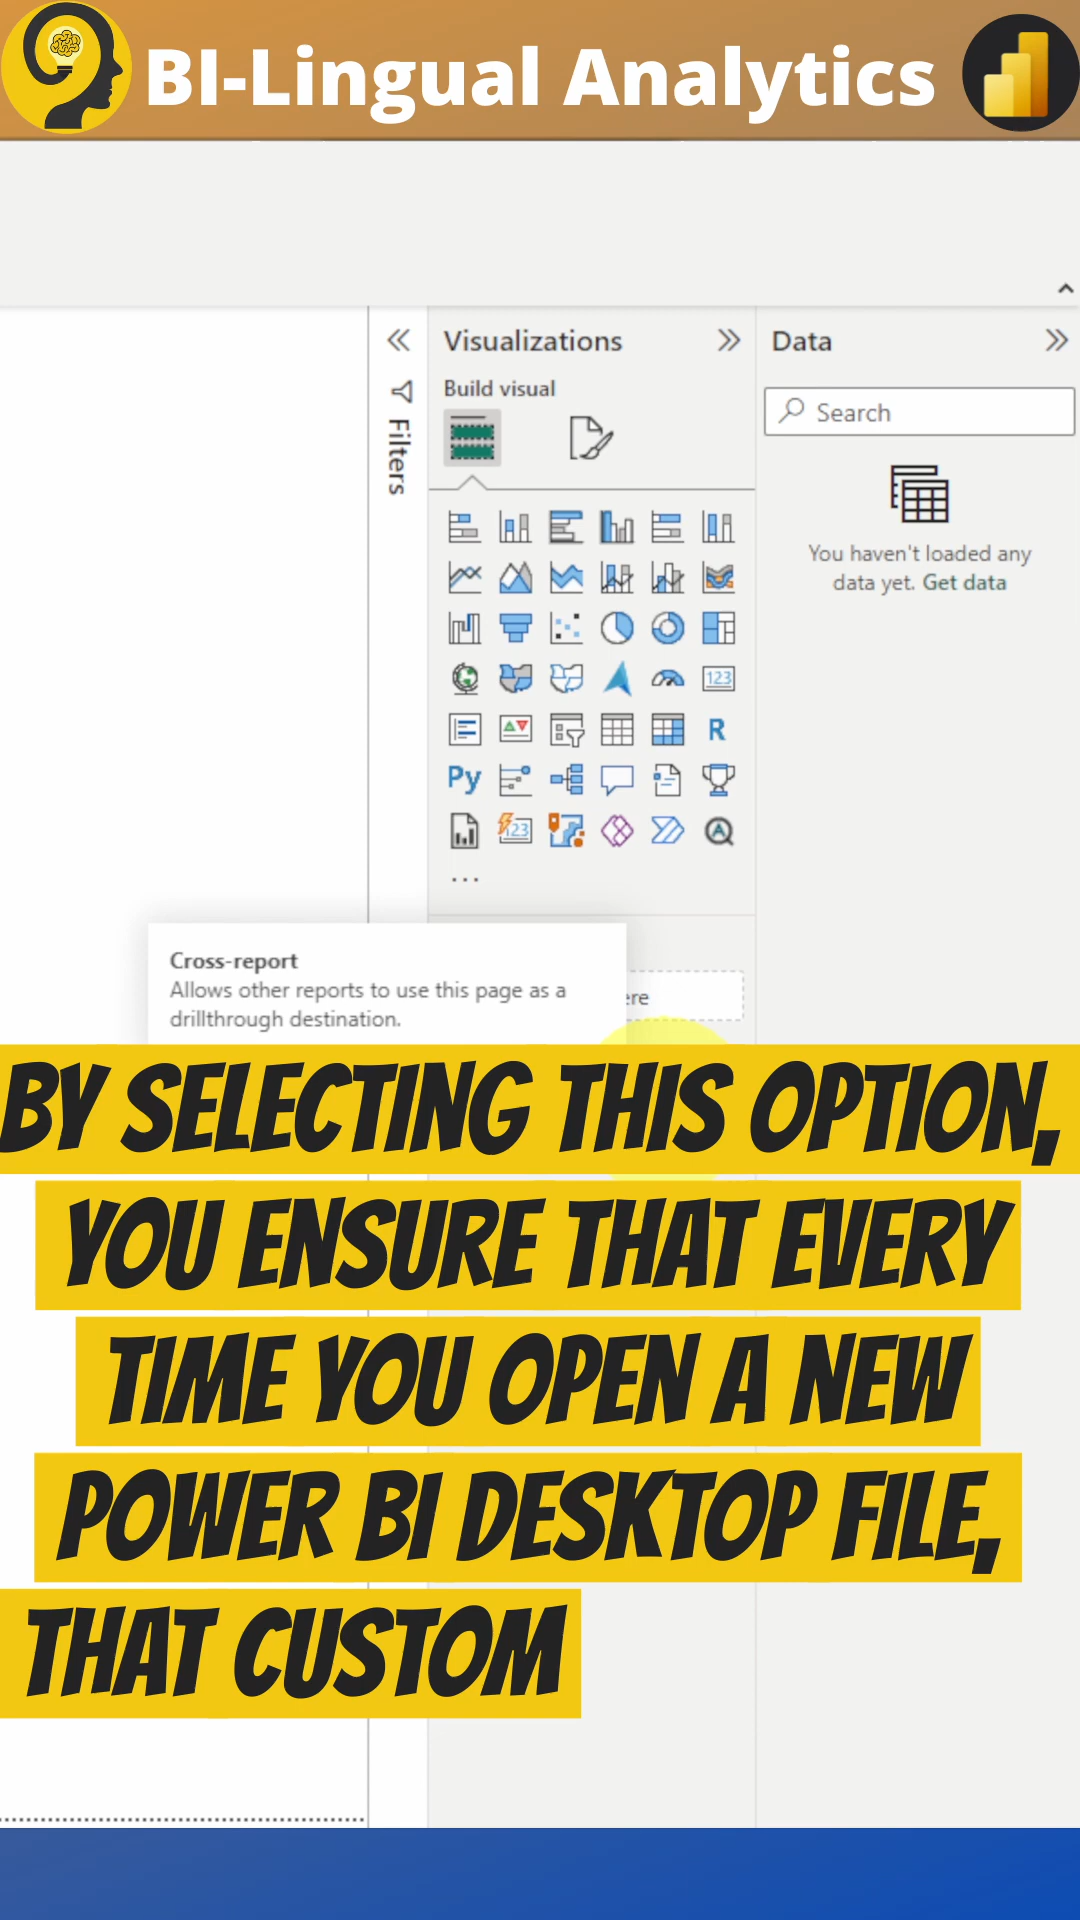 BI-Lingual Analytics
Visualizations
Data
Build visual
Search
Filters
You haven't loaded any
data yet. Get data
123
R
Py
123
...
Cross-report
Allows other reports to use this page as a
drillthrough destination.
ere
BY SELECTING THIS OPTION,
YOU ENSURE THAT EVERY
TIME YOU OPEN A NEW
POWER BI DESKTOP FILE,
THAT CUSTOM